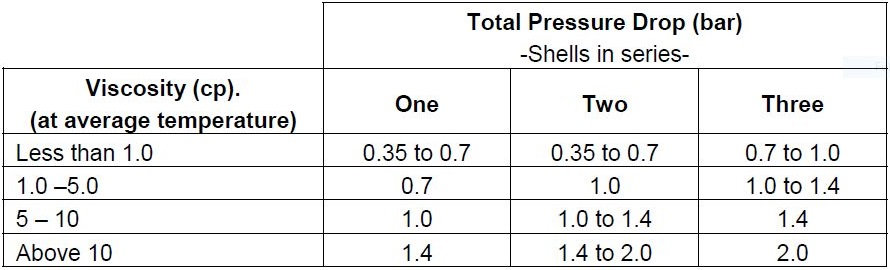 Total Pressure Drop (bar)
-Shells in series-
Viscosity (cp).
(at average temperature)
One
Two
Three
Less than 1.0
0.35 to 0.7
0.35 to 0.7
0.7 to 1.0
1.0 –5.0
0.7
1.0
1.0 to 1.4
5 – 10
1.0
1.0 to 1.4
1.4
Above 10
1.4
1.4 to 2.0
2.0